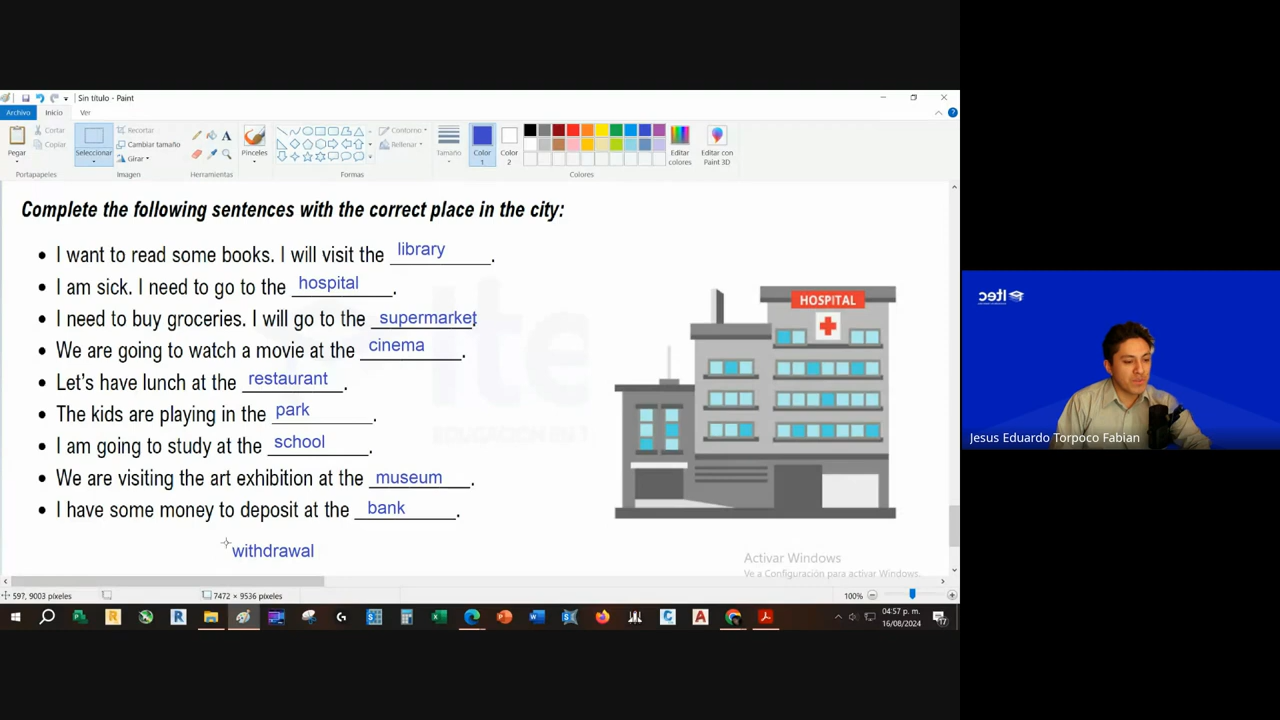 Sin título - Paint
Archivo Inicio Ver
Pegar
Cortar
Copiar
Seleccionar
Recortar
Cambiar tamaño
Girar
Pinceles
Contorno
Rellenar
Tamaño
Color 1
Color 2
Editar colores
Editar con Paint 3D
Portapapeles Imagen Herramientas Formas Colores
Complete the following sentences with the correct place in the city:
• I want to read some books. I will visit the library.
• I am sick. I need to go to the hospital.
• I need to buy groceries. I will go to the supermarket.
• We are going to watch a movie at the cinema.
• Let's have lunch at the restaurant.
• The kids are playing in the park.
• I am going to study at the school.
• We are visiting the art exhibition at the museum.
• I have some money to deposit at the bank.
withdrawal
HOSPITAL
itec
Jesus Eduardo Torpoco Fabian
Activar Windows
Ve a Configuración para activar Windows.
597, 9003 píxeles 7472 × 9536 píxeles 100%
04:57 p. m.
16/08/2024